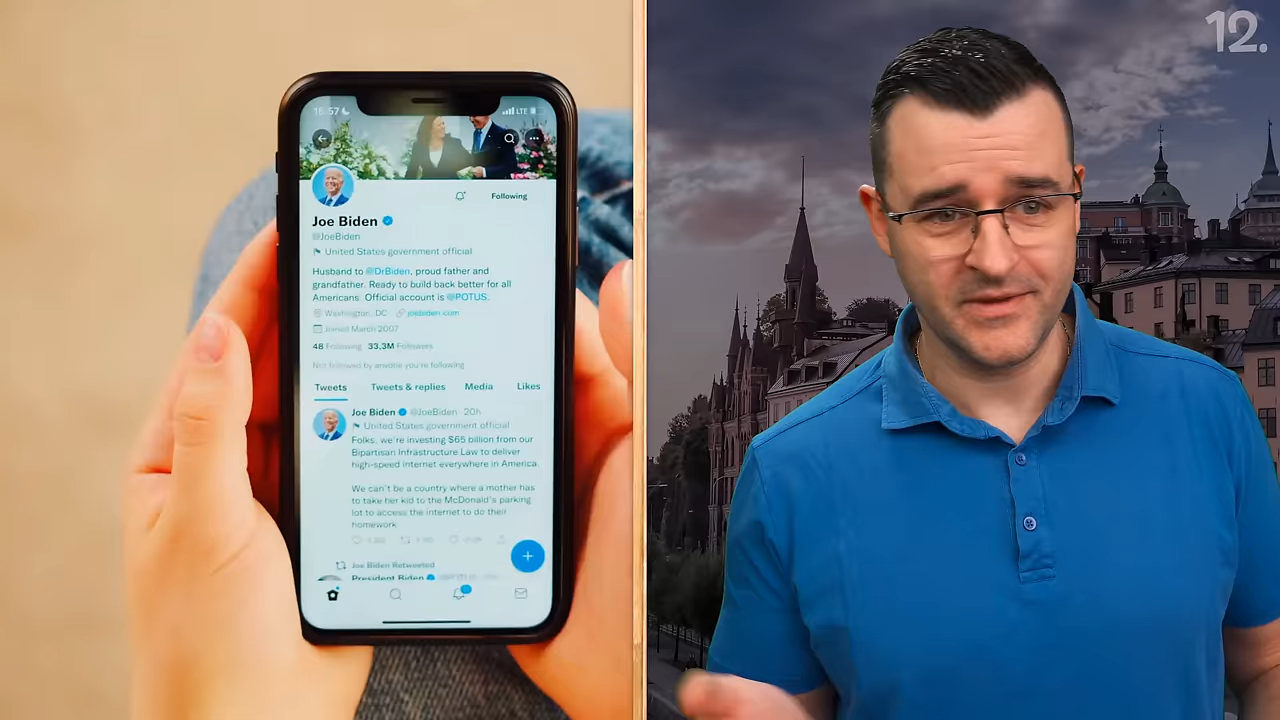 12.
16:57
LTE
Following
Joe Biden
@JoeBiden
United States government official
Husband to @DrBiden, proud father and
grandfather. Ready to build back better for all
Americans. Official account is @POTUS.
Washington, DC joebiden.com
Joined March 2007
48 Following 33,3M Followers
Not followed by anyone you're following
Tweets Tweets & replies Media Likes
Joe Biden @JoeBiden · 20h
United States government official
Folks, we're investing $65 billion from our
Bipartisan Infrastructure Law to deliver
high-speed internet everywhere in America.
We can't be a country where a mother has
to take her kid to the McDonald's parking
lot to access the internet to do their
homework
Joe Biden Retweeted
President Biden